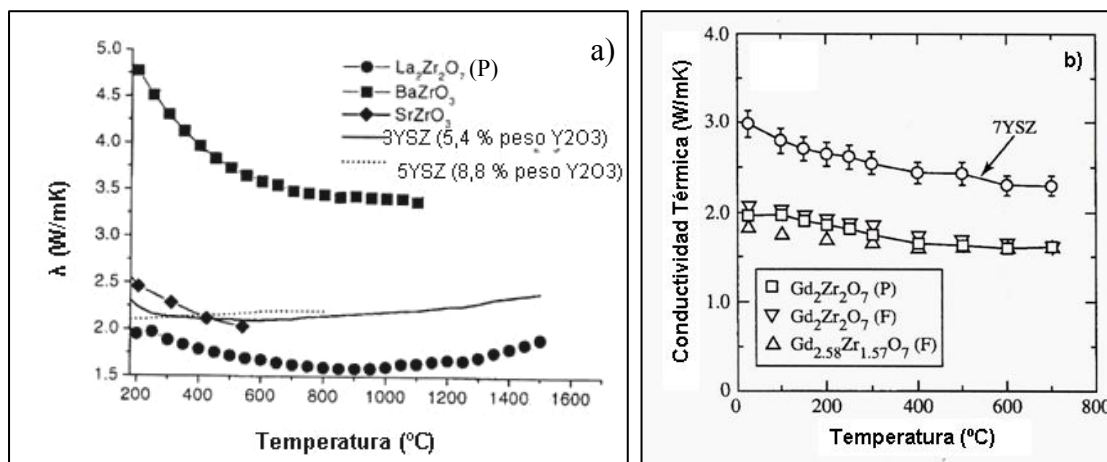 a)
La2Zr2O7 (P)
BaZrO3
SrZrO3
3YSZ (5,4 % peso Y2O3)
5YSZ (8,8 % peso Y2O3)
5.0
4.5
4.0
3.5
3.0
2.5
2.0
1.5
λ (W/mK)
200 400 600 800 1000 1200 1400 1600
Temperatura (ºC)
b)
7YSZ
4.0
3.0
2.0
1.0
0
Conductividad Térmica (W/mK)
Gd2Zr2O7 (P)
Gd2Zr2O7 (F)
Gd2.58Zr1.57O7 (F)
0 200 400 600 800
Temperatura (ºC)